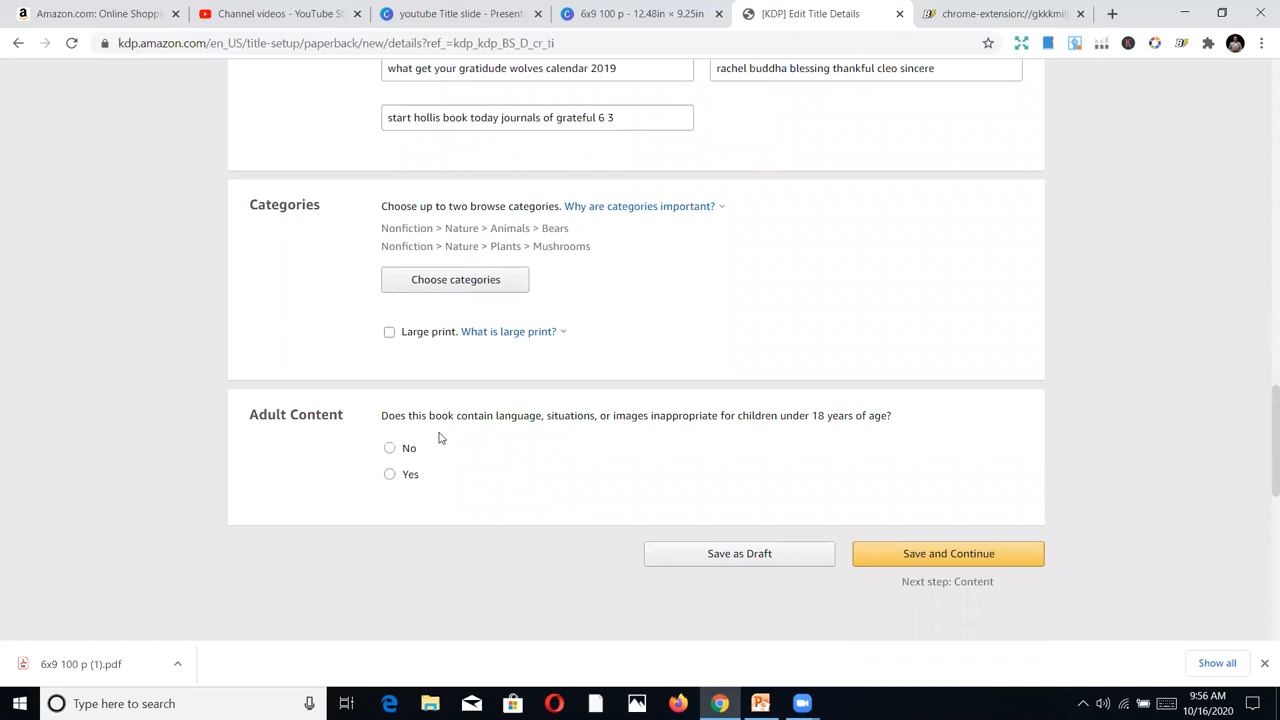 Amazon.com: Online Shoppin
Channel videos - YouTube St
youtube Title slide - Present
6x9 100 p - 12.48in × 9.25in
[KDP] Edit Title Details
chrome-extension://gkkkmilj
kdp.amazon.com/en_US/title-setup/paperback/new/details?ref_=kdp_kdp_BS_D_cr_ti
what get your gratidude wolves calendar 2019
rachel buddha blessing thankful cleo sincere
start hollis book today journals of grateful 6 3
Categories
Choose up to two browse categories. Why are categories important?
Nonfiction > Nature > Animals > Bears
Nonfiction > Nature > Plants > Mushrooms
Choose categories
Large print. What is large print?
Adult Content
Does this book contain language, situations, or images inappropriate for children under 18 years of age?
No
Yes
Save as Draft
Save and Continue
Next step: Content
6x9 100 p (1).pdf
Show all
Type here to search
9:56 AM
10/16/2020